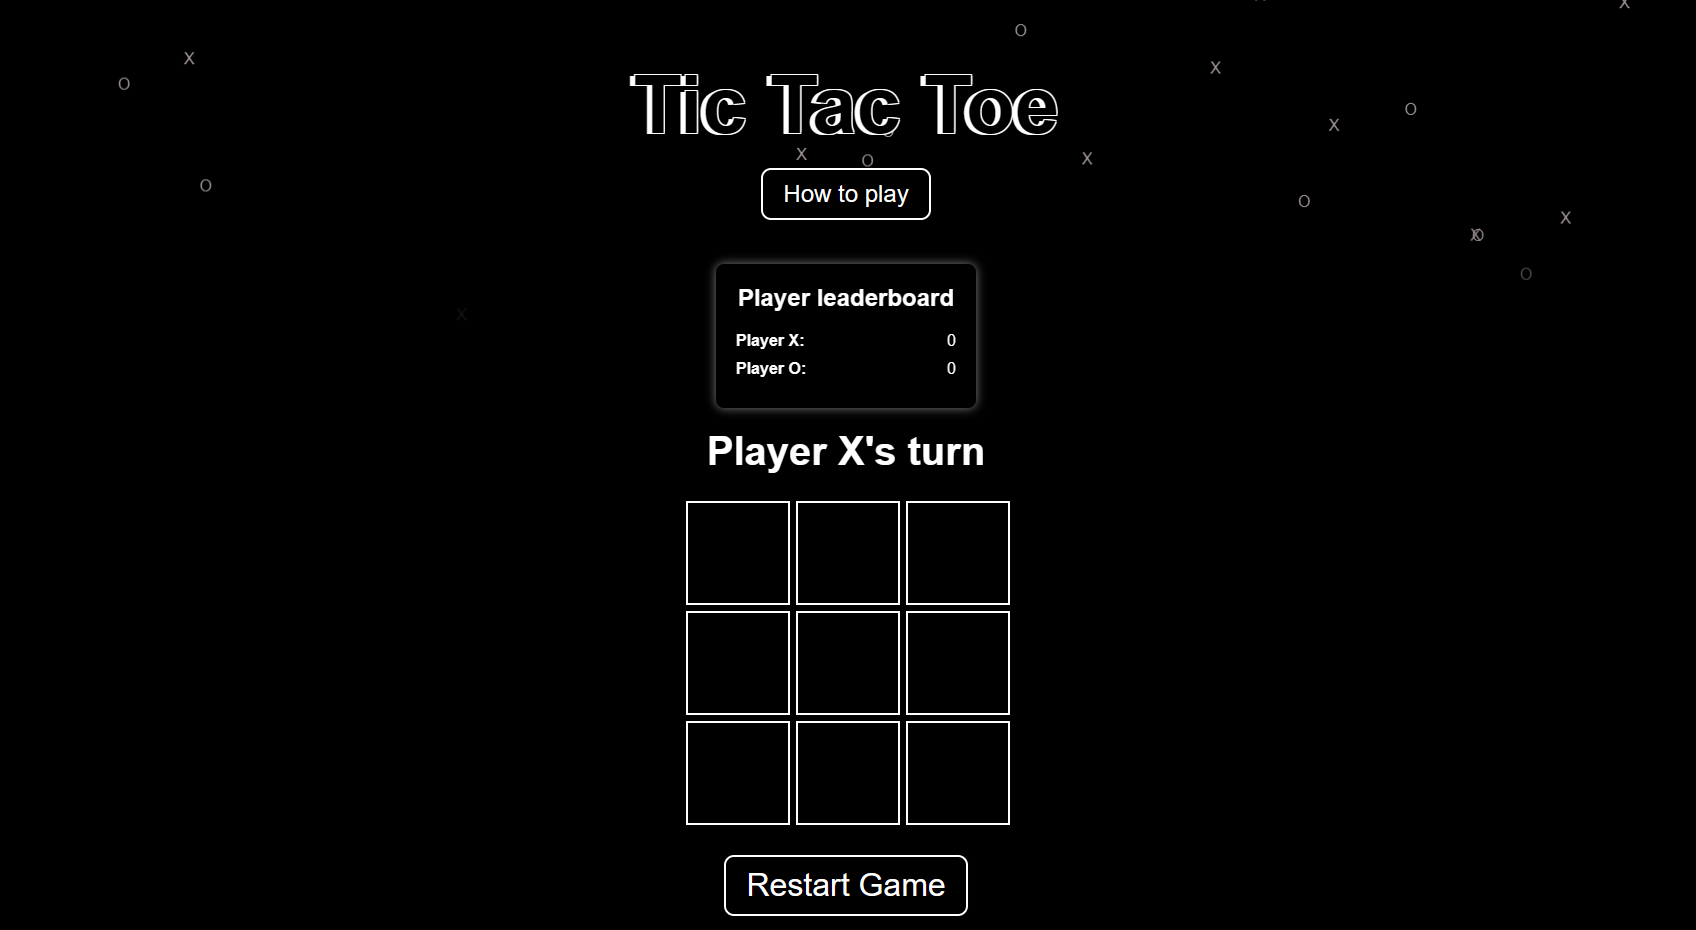 X
O
X
O
X
Tic Tac Toe
O
X
X
O
X
O
How to play
O
X
X
O
O
Player leaderboard
X
Player X: 0
Player O: 0
Player X's turn
Restart Game